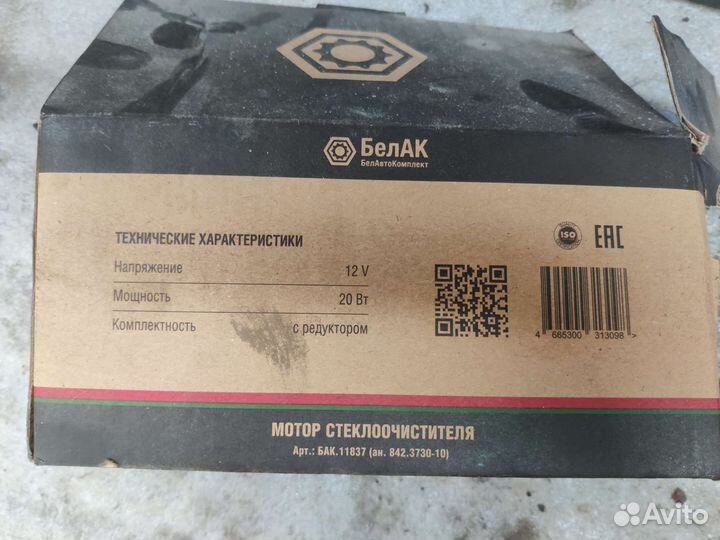 БелАК
БелАвтоКомплект
ТЕХНИЧЕСКИЕ ХАРАКТЕРИСТИКИ
Напряжение 12 V
Мощность 20 Вт
Комплектность с редуктором
ISO
ЕАС
4 665300 313098 >
МОТОР СТЕКЛООЧИСТИТЕЛЯ
Арт.: БАК.11837 (ан. 842.3730-10)
Avito